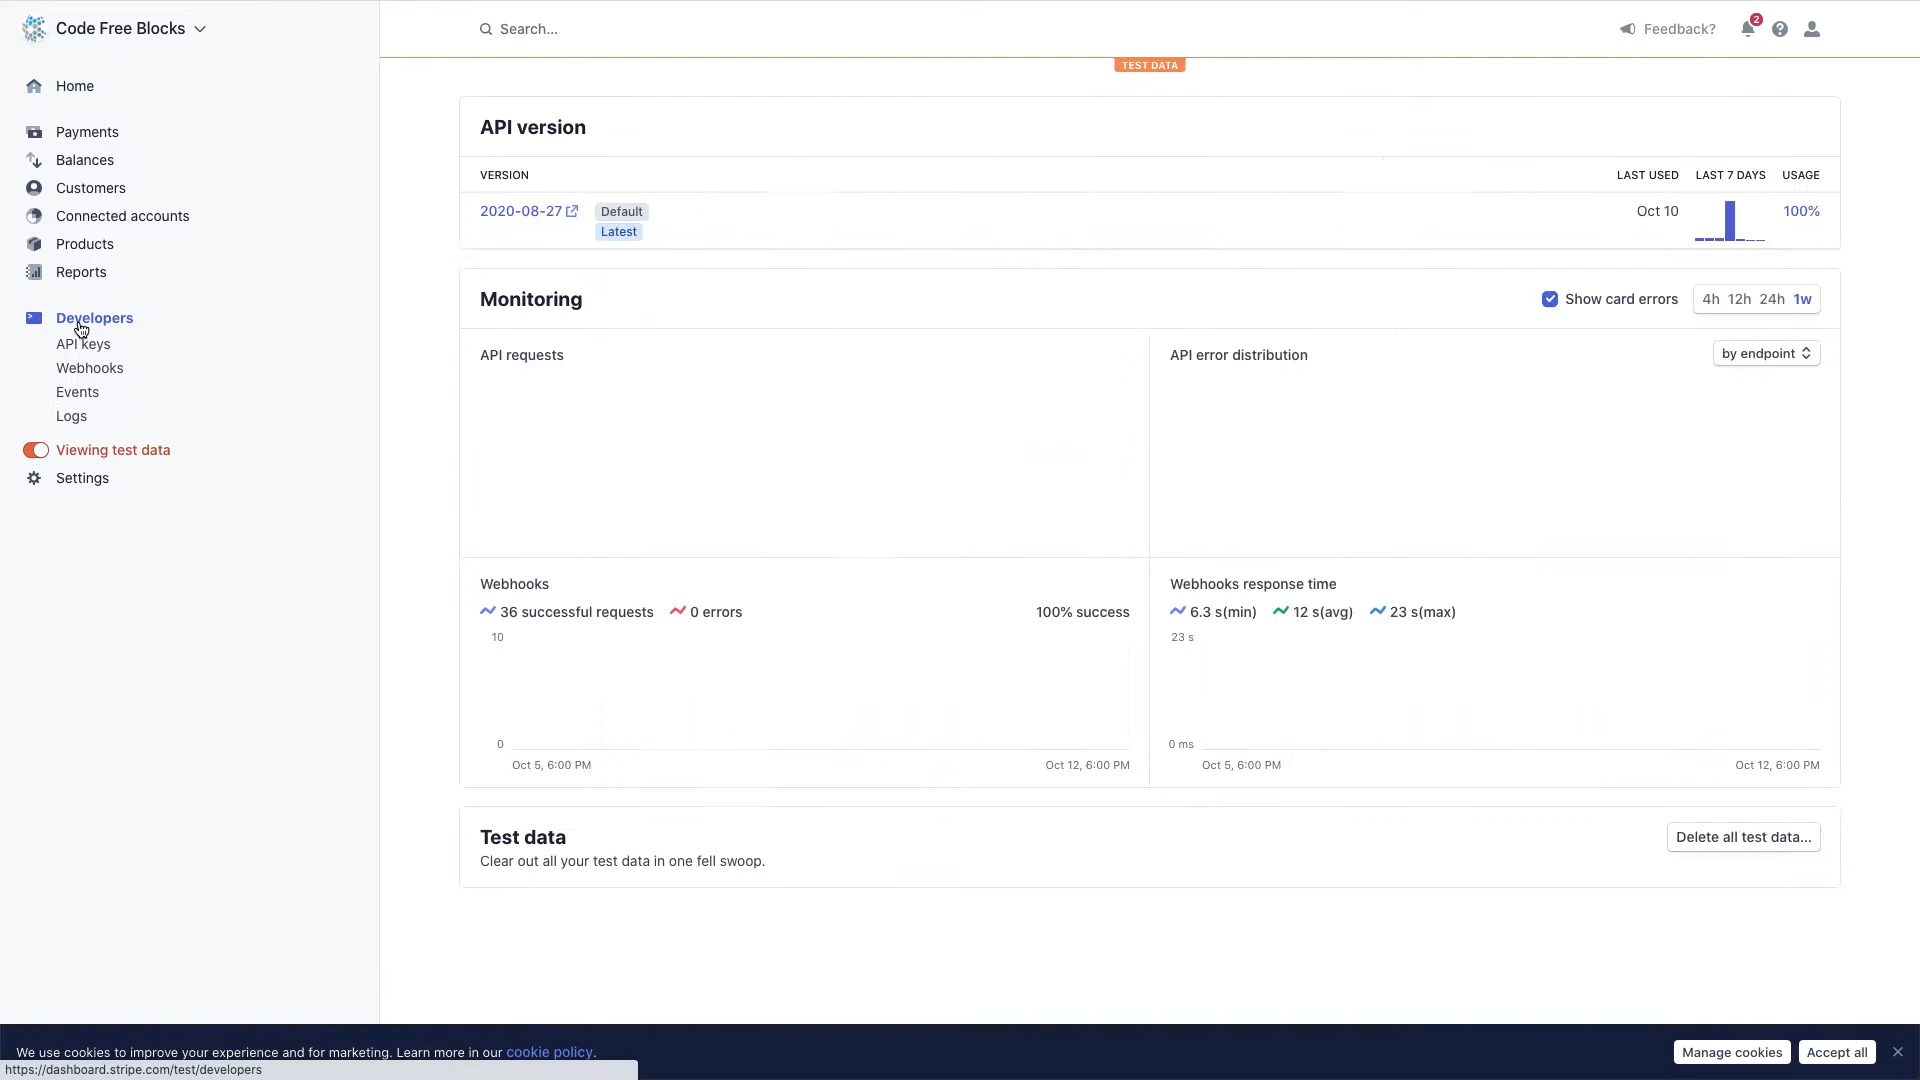 Code Free Blocks
Search...
Feedback?
2
TEST DATA
Home
Payments
Balances
Customers
Connected accounts
Products
Reports
Developers
API keys
Webhooks
Events
Logs
Viewing test data
Settings
API version
VERSION LAST USED LAST 7 DAYS USAGE
2020-08-27 Default Oct 10 100%
Latest
Monitoring
Show card errors
4h 12h 24h 1w
API requests
API error distribution
by endpoint
Webhooks
36 successful requests 0 errors 100% success
10
0
Oct 5, 6:00 PM Oct 12, 6:00 PM
Webhooks response time
6.3 s(min) 12 s(avg) 23 s(max)
23 s
0 ms
Oct 5, 6:00 PM Oct 12, 6:00 PM
Test data
Clear out all your test data in one fell swoop.
Delete all test data...
We use cookies to improve your experience and for marketing. Learn more in our cookie policy.
Manage cookies
Accept all
https://dashboard.stripe.com/test/developers